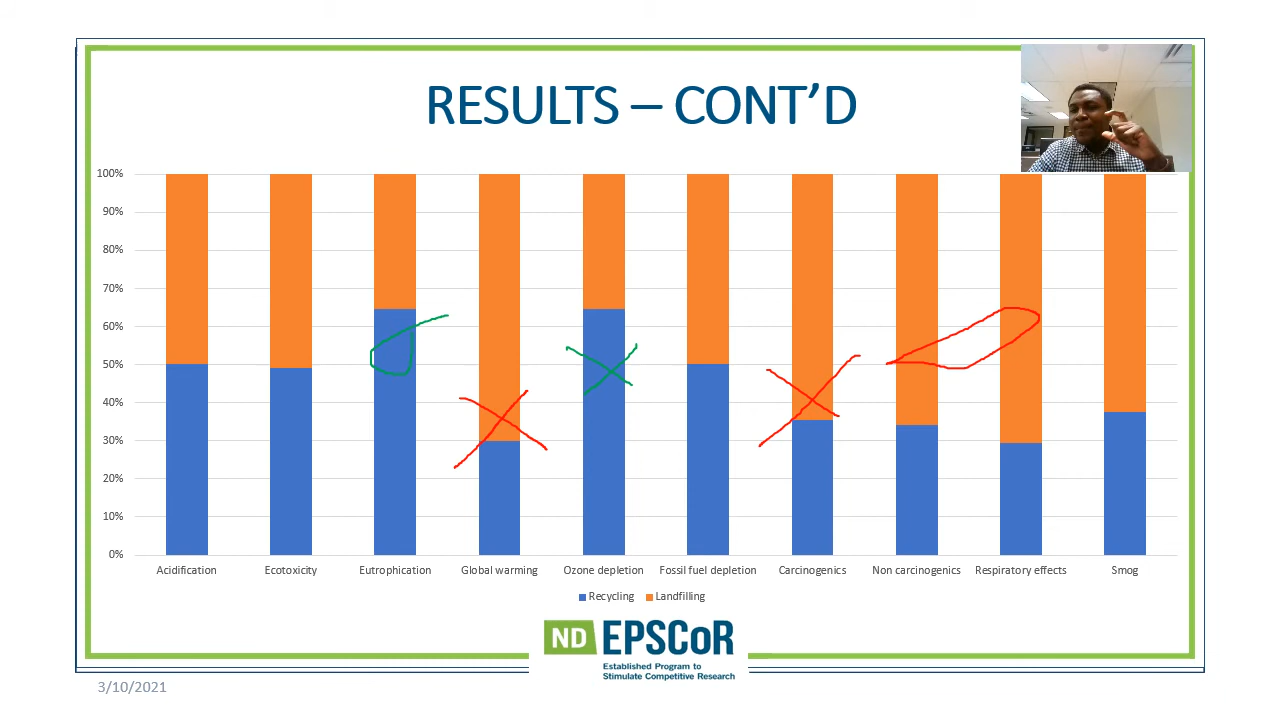 RESULTS – CONT’D
100%
90%
80%
70%
60%
50%
40%
30%
20%
10%
0%
Acidification Ecotoxicity Eutrophication Global warming Ozone depletion Fossil fuel depletion Carcinogenics Non carcinogenics Respiratory effects Smog
Recycling Landfilling
ND EPSCoR
Established Program to
Stimulate Competitive Research
3/10/2021